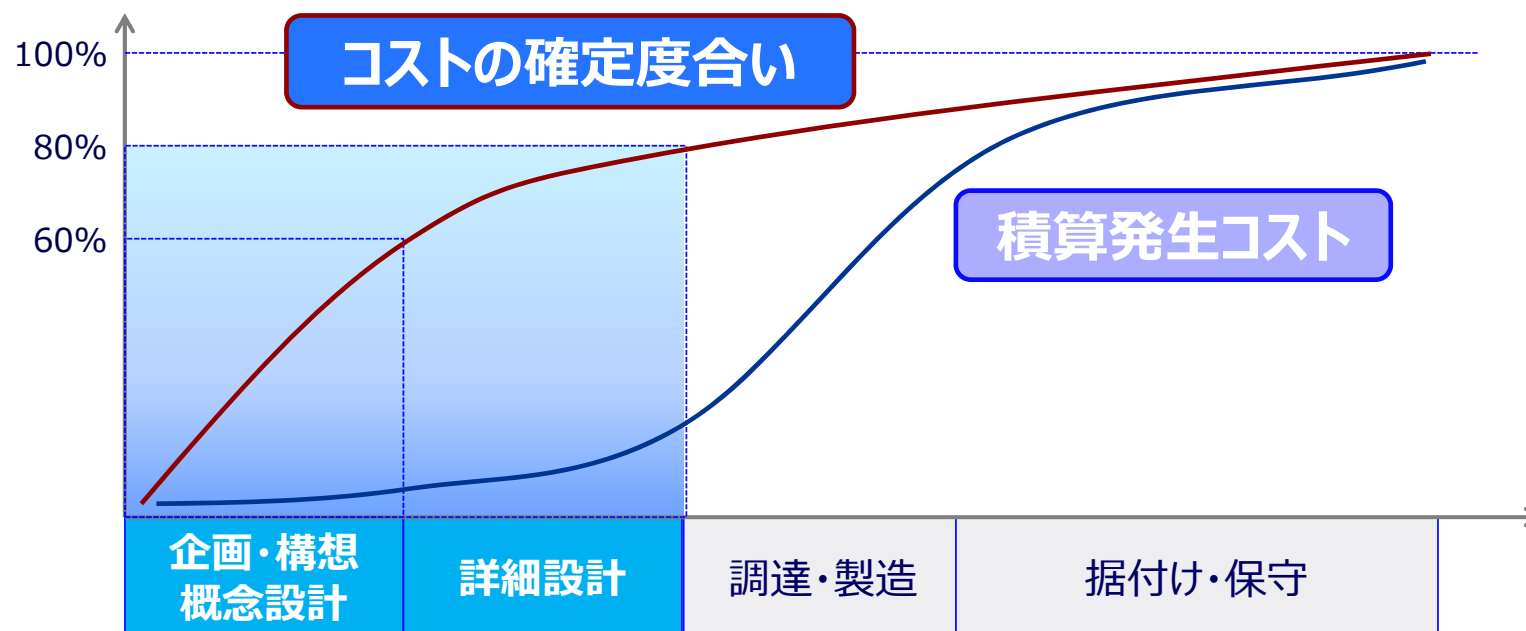 100%
コストの確定度合い
80%
60%
積算発生コスト
企画・構想
概念設計
詳細設計
調達・製造
据付け・保守